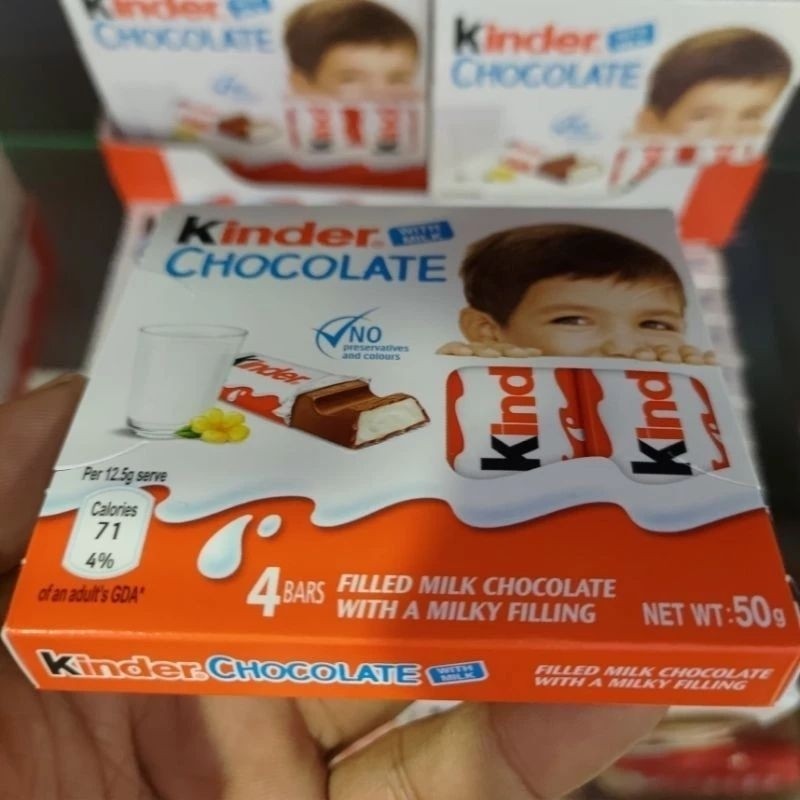 Kinder
CHOCOLATE
Kinder
CHOCOLATE
Kinder WITH MILK
CHOCOLATE
NO
preservatives
and colours
Kinder
Kind
Kind
Per 12.5g serve
Calories
71
4%
of an adult's GDA*
4 BARS FILLED MILK CHOCOLATE
WITH A MILKY FILLING
NET WT:50g
Kinder CHOCOLATE WITH MILK
FILLED MILK CHOCOLATE
WITH A MILKY FILLING